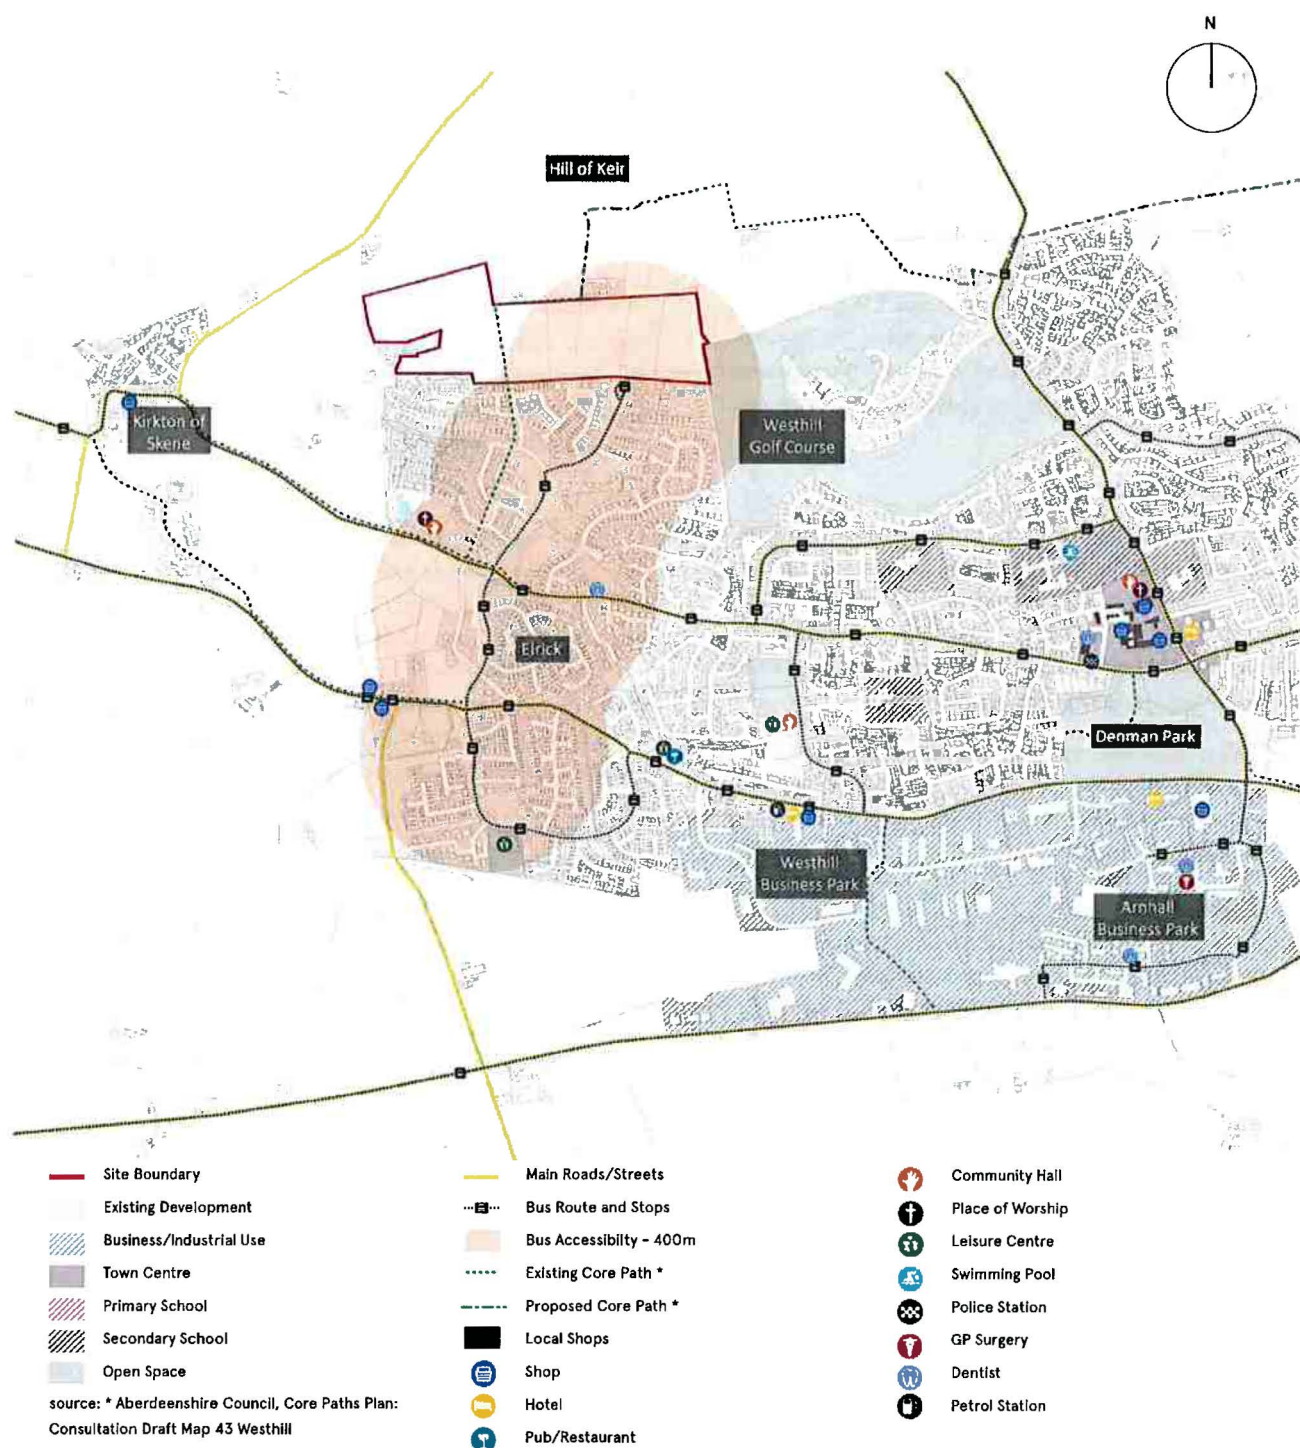 N
Hill of Keir
Kirkton of
Skene
Westhill
Golf Course
Elrick
Denman Park
Westhill
Business Park
Arnhall
Business Park
Site Boundary
Existing Development
Business/Industrial Use
Town Centre
Primary School
Secondary School
Open Space
source: * Aberdeenshire Council, Core Paths Plan:
Consultation Draft Map 43 Westhill
Main Roads/Streets
Bus Route and Stops
Bus Accessibilty - 400m
Existing Core Path *
Proposed Core Path *
Local Shops
Shop
Hotel
Pub/Restaurant
Community Hall
Place of Worship
Leisure Centre
Swimming Pool
Police Station
GP Surgery
Dentist
Petrol Station